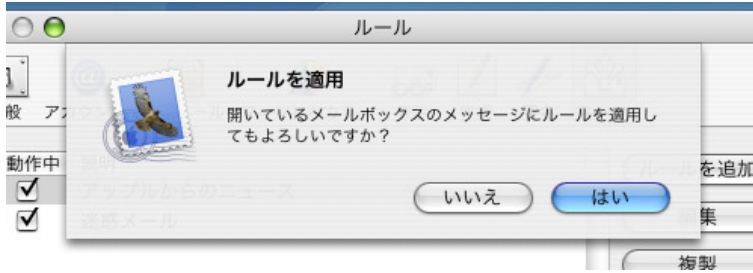 ルール
般
ルールを適用
開いているメールボックスのメッセージにルールを適用し
てもよろしいですか？
いいえ
はい
動作中
説明
アップルからのニュース
迷惑メール
ルールを追加
編集
複製